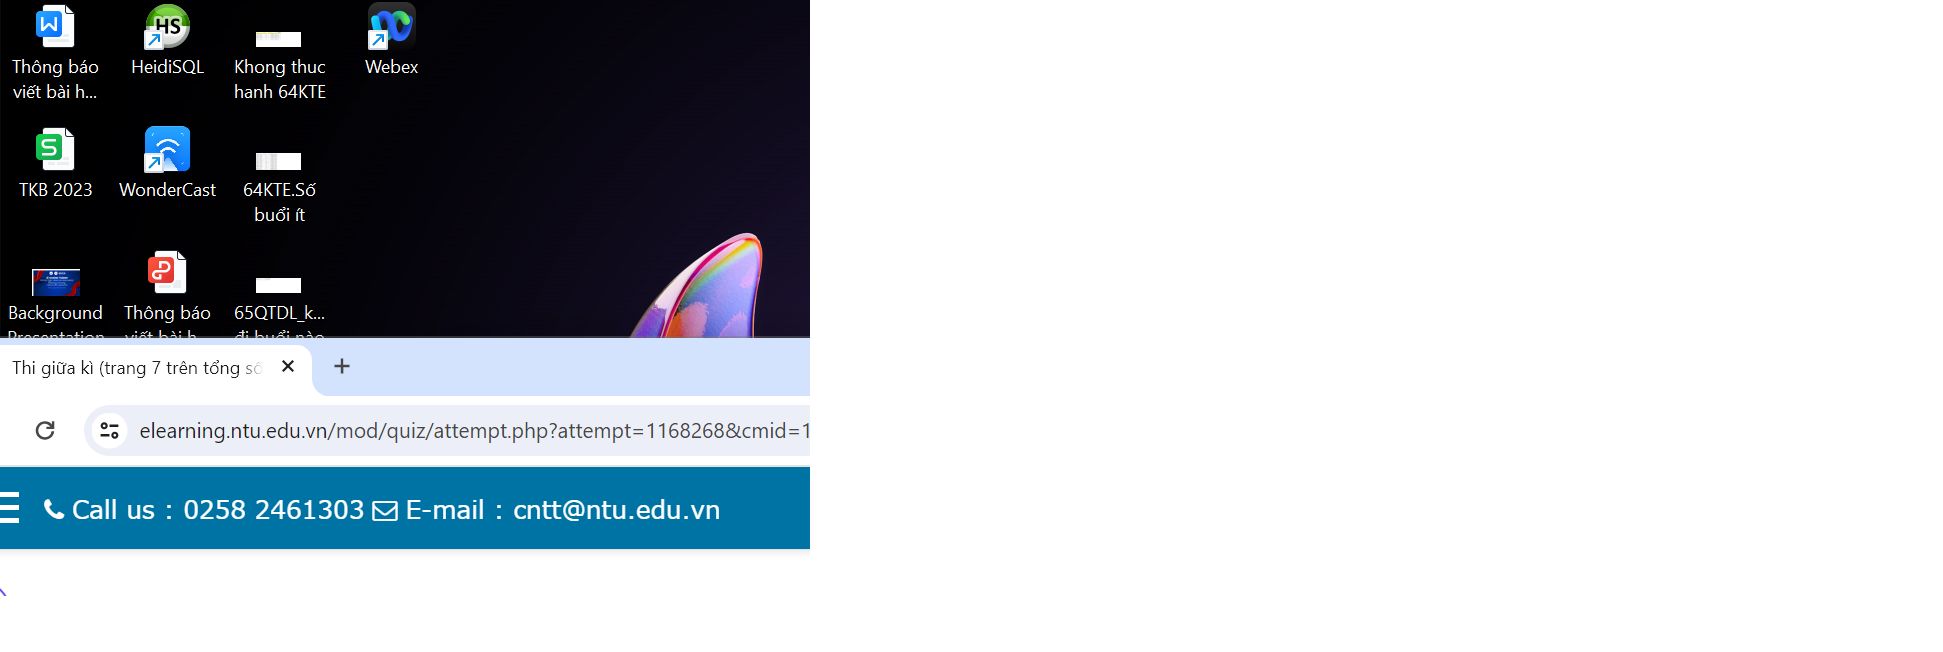 Thông báo
viết bài h...
HeidiSQL
Khong thuc
hanh 64KTE
Webex
TKB 2023
WonderCast
64KTE.Số
buổi ít
Background
Presentation
Thông báo
viết bài h...
65QTDL_k...
đi buổi nào
Thi giữa kì (trang 7 trên tổng số
elearning.ntu.edu.vn/mod/quiz/attempt.php?attempt=1168268&cmid=1
Call us : 0258 2461303 E-mail : cntt@ntu.edu.vn